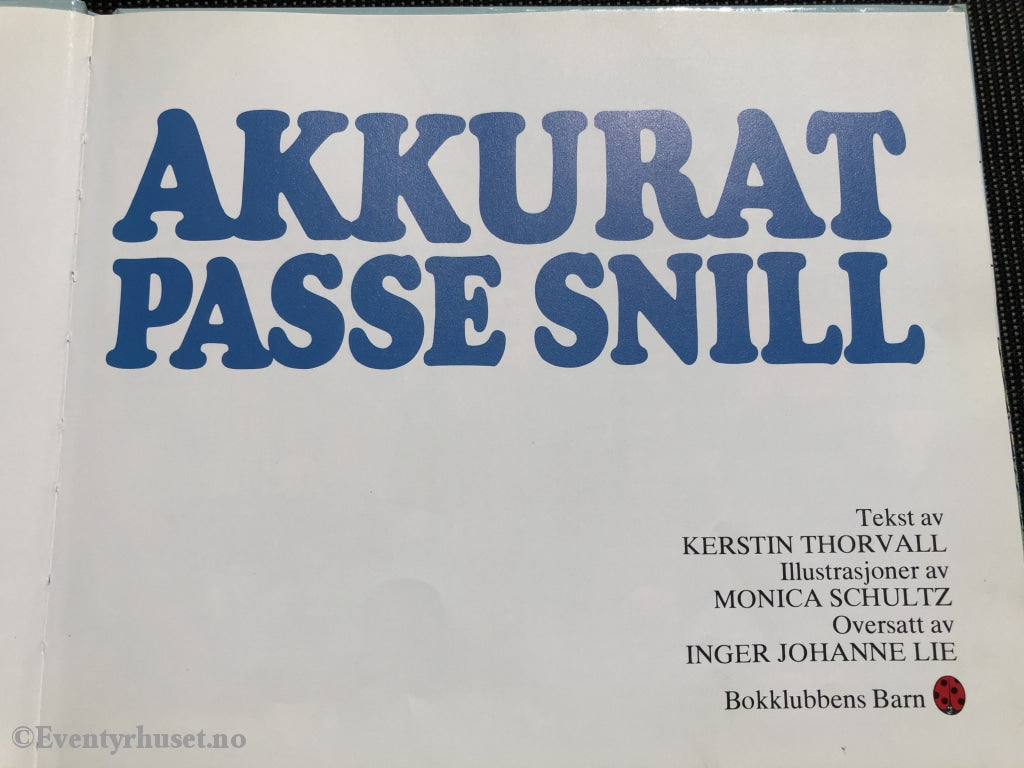 AKKURAT
PASSE SNILL
Tekst av
KERSTIN THORVALL
Illustrasjoner av
MONICA SCHULTZ
Oversatt av
INGER JOHANNE LIE
Bokklubbens Barn
©Eventyrhuset.no